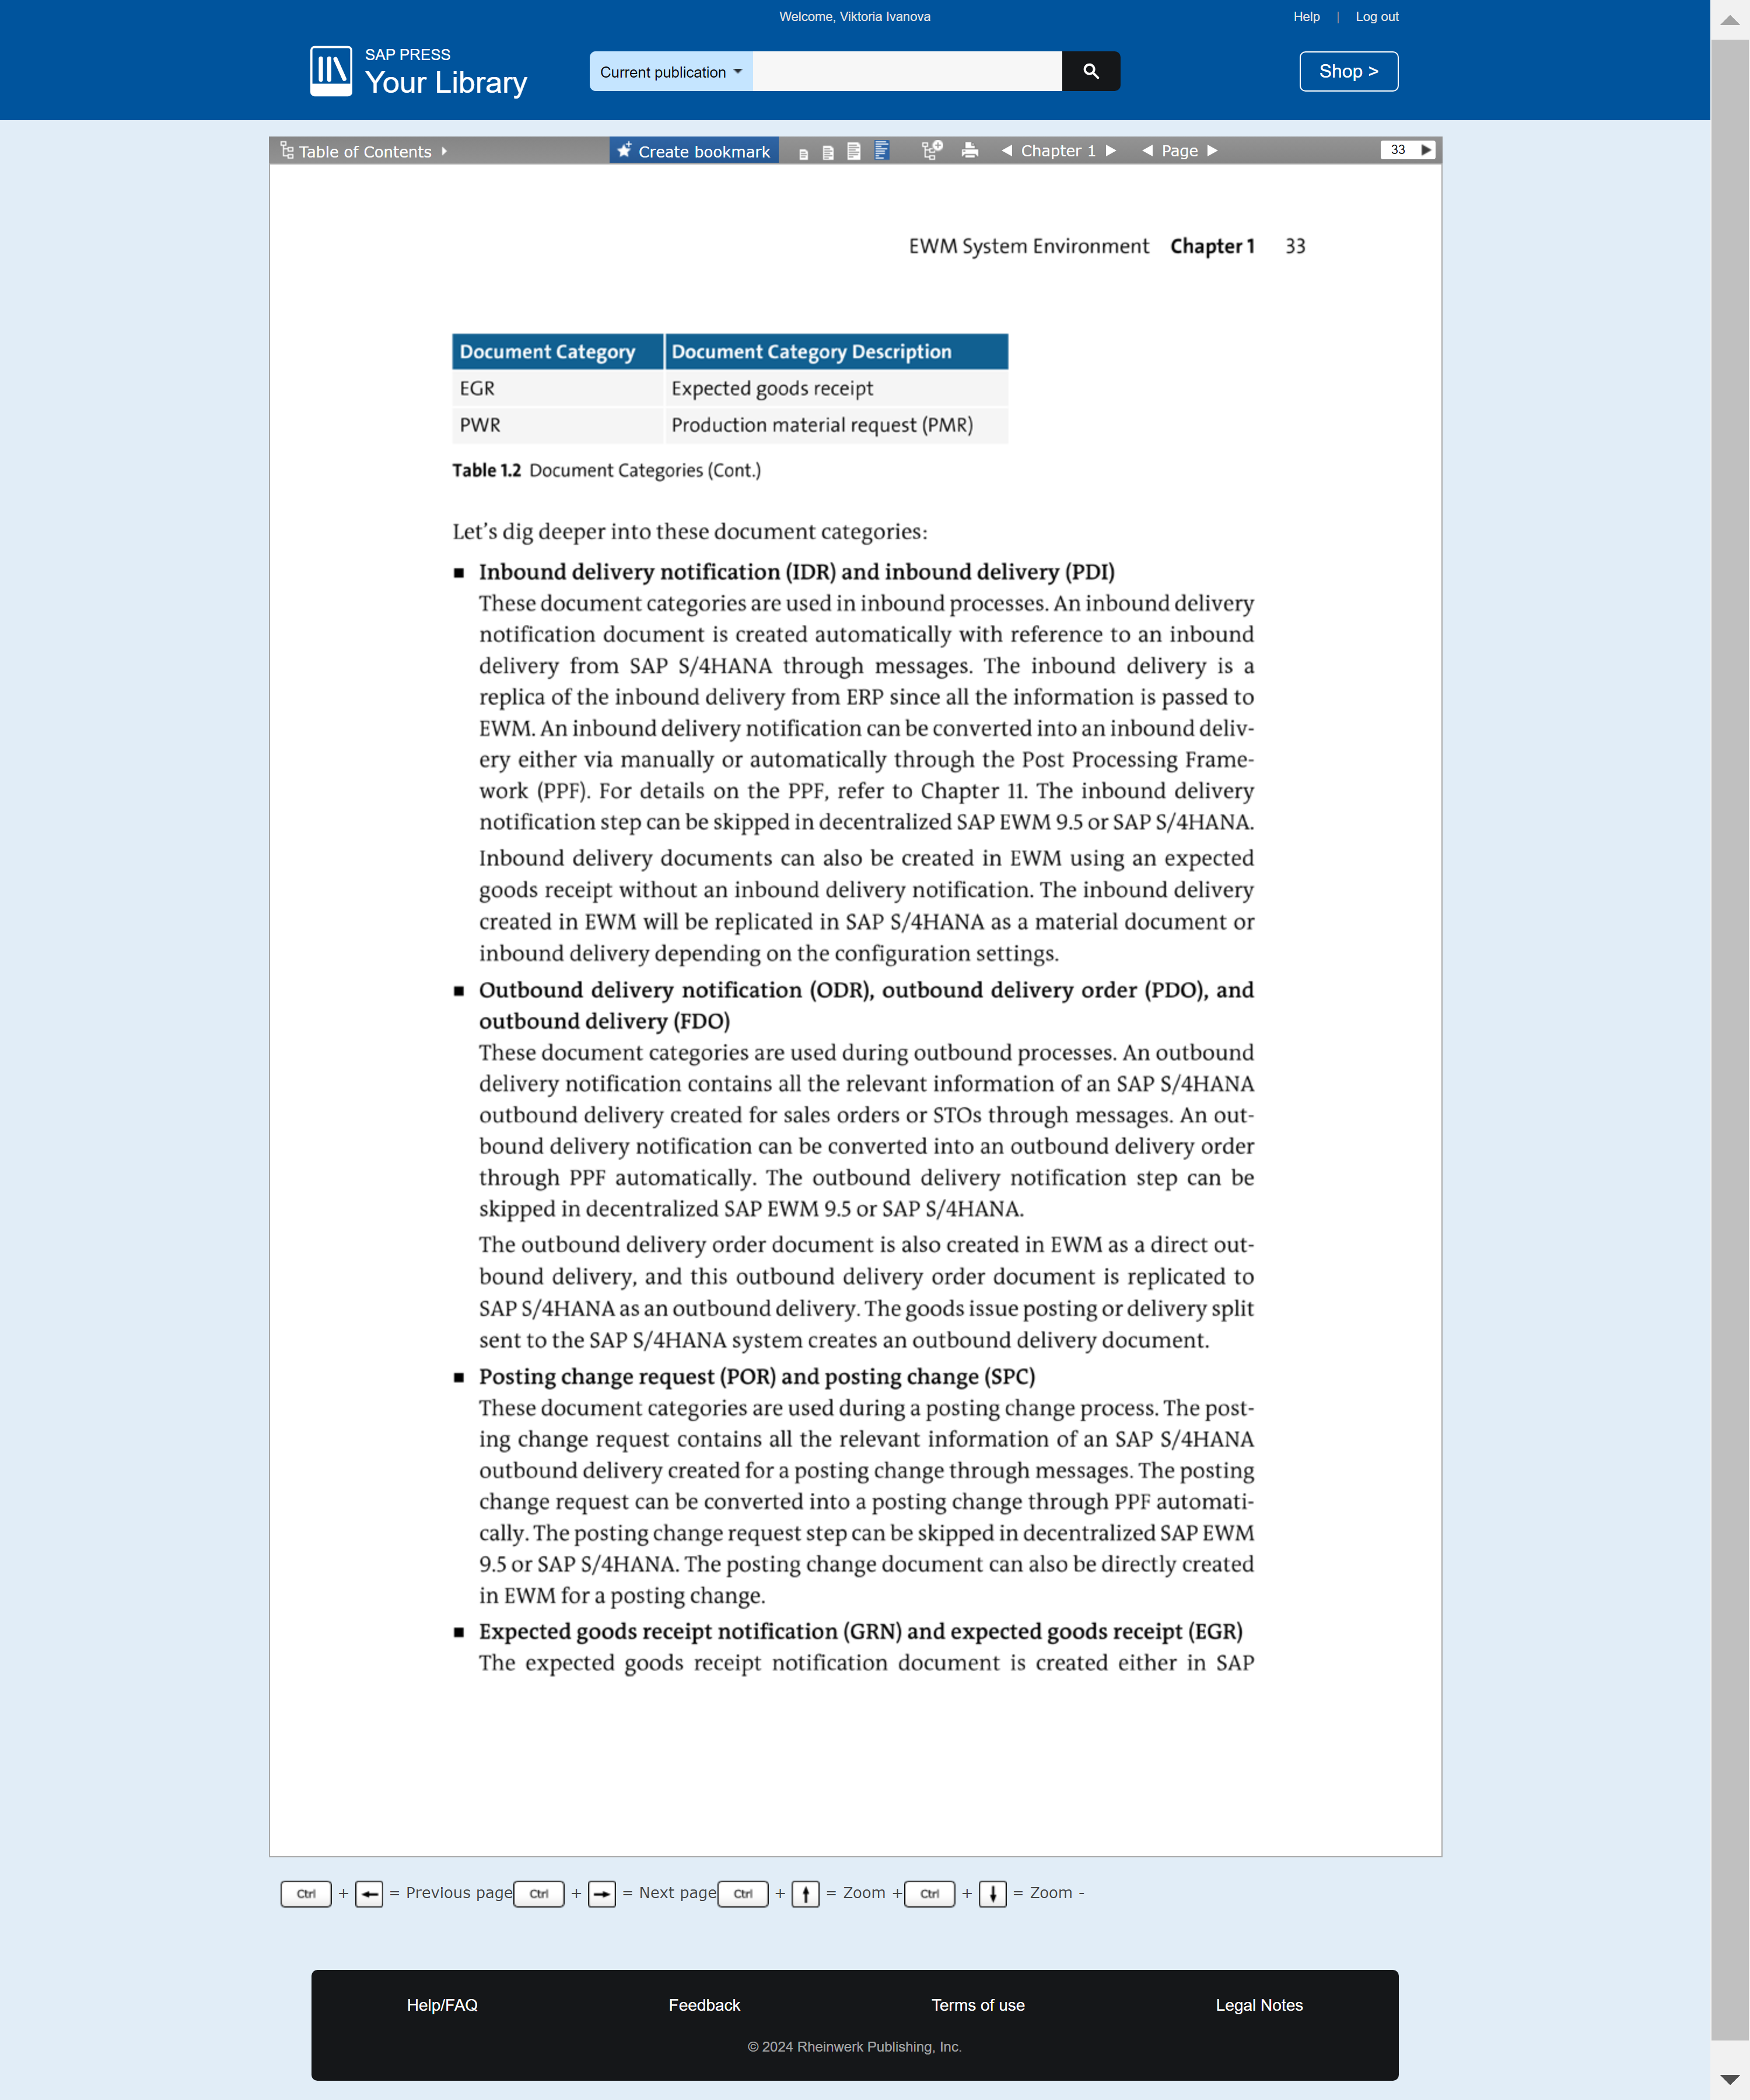 Welcome, Viktoria Ivanova
Help | Log out
SAP PRESS
Your Library
Current publication
Shop >
Table of Contents
Create bookmark
Chapter 1
Page
33
EWM System Environment Chapter 1 33
Document Category Document Category Description
EGR Expected goods receipt
PWR Production material request (PMR)
Table 1.2 Document Categories (Cont.)
Let's dig deeper into these document categories:
■ Inbound delivery notification (IDR) and inbound delivery (PDI)
These document categories are used in inbound processes. An inbound delivery
notification document is created automatically with reference to an inbound
delivery from SAP S/4HANA through messages. The inbound delivery is a
replica of the inbound delivery from ERP since all the information is passed to
EWM. An inbound delivery notification can be converted into an inbound deliv-
ery either via manually or automatically through the Post Processing Frame-
work (PPF). For details on the PPF, refer to Chapter 11. The inbound delivery
notification step can be skipped in decentralized SAP EWM 9.5 or SAP S/4HANA.
Inbound delivery documents can also be created in EWM using an expected
goods receipt without an inbound delivery notification. The inbound delivery
created in EWM will be replicated in SAP S/4HANA as a material document or
inbound delivery depending on the configuration settings.
■ Outbound delivery notification (ODR), outbound delivery order (PDO), and
outbound delivery (FDO)
These document categories are used during outbound processes. An outbound
delivery notification contains all the relevant information of an SAP S/4HANA
outbound delivery created for sales orders or STOs through messages. An out-
bound delivery notification can be converted into an outbound delivery order
through PPF automatically. The outbound delivery notification step can be
skipped in decentralized SAP EWM 9.5 or SAP S/4HANA.
The outbound delivery order document is also created in EWM as a direct out-
bound delivery, and this outbound delivery order document is replicated to
SAP S/4HANA as an outbound delivery. The goods issue posting or delivery split
sent to the SAP S/4HANA system creates an outbound delivery document.
■ Posting change request (POR) and posting change (SPC)
These document categories are used during a posting change process. The post-
ing change request contains all the relevant information of an SAP S/4HANA
outbound delivery created for a posting change through messages. The posting
change request can be converted into a posting change through PPF automati-
cally. The posting change request step can be skipped in decentralized SAP EWM
9.5 or SAP S/4HANA. The posting change document can also be directly created
in EWM for a posting change.
■ Expected goods receipt notification (GRN) and expected goods receipt (EGR)
The expected goods receipt notification document is created either in SAP
Ctrl + ← = Previous page Ctrl + → = Next page Ctrl + ↑ = Zoom + Ctrl + ↓ = Zoom -
Help/FAQ Feedback Terms of use Legal Notes
© 2024 Rheinwerk Publishing, Inc.